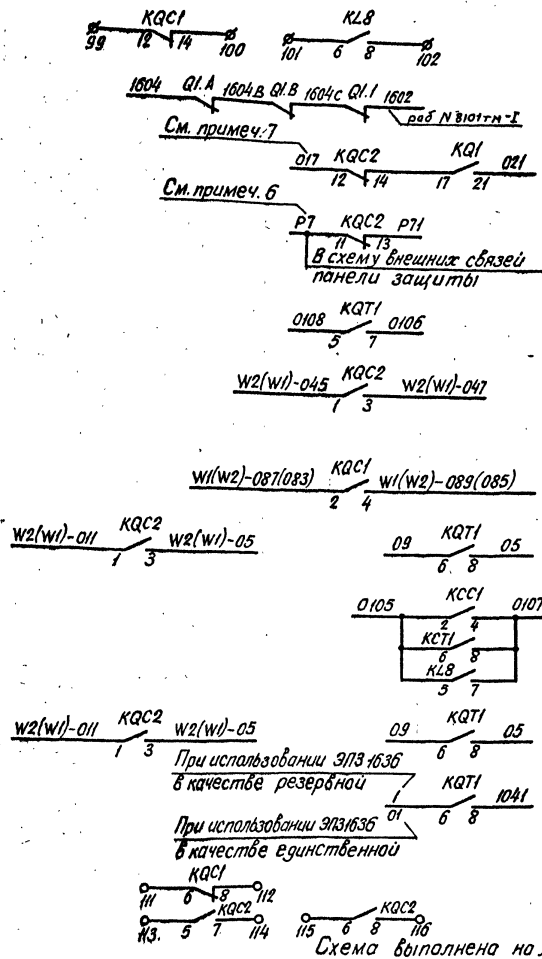 KQC1
99 12 14 100
KL8
101 6 8 102
1604 Q1.A 1604В Q1.В 1604С Q1.1 1602
раб N 8101тм-I
См. примеч. 7
017 KQC2 KQ1 021
12 14 17 21
См. примеч. 6
P7 KQC2 P71
11 13
В схему внешних связей
панели защиты
KQT1
0108 0106
5 7
KQC2
W2(W1)-045 W2(W1)-047
1 3
KQC1
W1(W2)-087(083) W1(W2)-089(085)
2 4
W2(W1)-011 KQC2 W2(W1)-05
1 3
KQT1
09 05
6 8
0105 KCC1 0107
2 4
KCT1
6 8
KL8
5 7
W2(W1)-011 KQC2 W2(W1)-05
1 3
KQT1
09 05
6 8
При использовании ЭПЗ 1636
в качестве резервной
1 KQT1 1041
01 6 8
При использовании ЭПЗ1636
в качестве единственной
KQC1
111 6 8 112
KQC2
113. 5 7 114
KQC2
115 6 8 116
Схема выполнена на